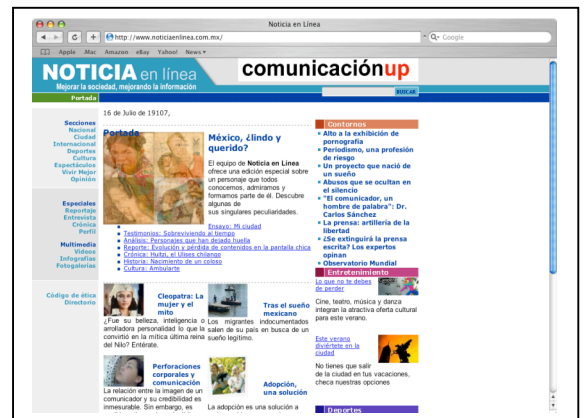 Noticia en Línea
http://www.noticiaenlinea.com.mx/
Google
Apple Mac Amazon eBay Yahoo! News
NOTICIA en línea
Mejorar la sociedad, mejorando la información
comunicaciónup
BUSCAR
Portada
16 de Julio de 19107,
Secciones
Nacional
Ciudad
Internacional
Deportes
Cultura
Espectáculos
Vivir Mejor
Opinión
Especiales
Reportaje
Entrevista
Crónica
Perfil
Multimedia
Videos
Infografías
Fotogalerías
Código de ética
Directorio
Portada
México, ¿lindo y
querido?
El equipo de Noticia en Línea
ofrece una edición especial sobre
un personaje que todos
conocemos, admiramos y
formamos parte de él. Descubre
algunas de
sus singulares peculiaridades.
Ensayo: Mi ciudad
Testimonios: Sobreviviendo al tiempo
Análisis: Personajes que han dejado huella
Reporte: Evolución y pérdida de contenidos en la pantalla chica
Crónica: Huitzi, el Ulises chilango
Historia: Nacimiento de un coloso
Cultura: Ambularte
Cleopatra: La
mujer y el
mito
¿Fue su belleza, inteligencia o
arrolladora personalidad lo que la
convirtió en la mítica última reina
del Nilo? Entérate.
Tras el sueño
mexicano
Los migrantes indocumentados
salen de su país en busca de un
sueño legítimo.
Perforaciones
corporales y
comunicación
La relación entre la imagen de un
comunicador y su credibilidad es
inmesurable. Sin embargo, es
Adopción,
una solución
La adopción es una solución a
Contornos
Alto a la exhibición de
pornografía
Periodismo, una profesión
de riesgo
Un proyecto que nació de
un sueño
Abusos que se ocultan en
el silencio
"El comunicador, un
hombre de palabra": Dr.
Carlos Sánchez
La prensa: artillería de la
libertad
¿Se extinguirá la prensa
escrita? Los expertos
opinan
Observatorio Mundial
Entretenimiento
Lo que no te debes
de perder
Cine, teatro, música y danza
integran la atractiva oferta cultural
para este verano.
Este verano
diviértete en la
ciudad
No tienes que salir
de la ciudad en tus vacaciones,
checa nuestras opciones
Deportes